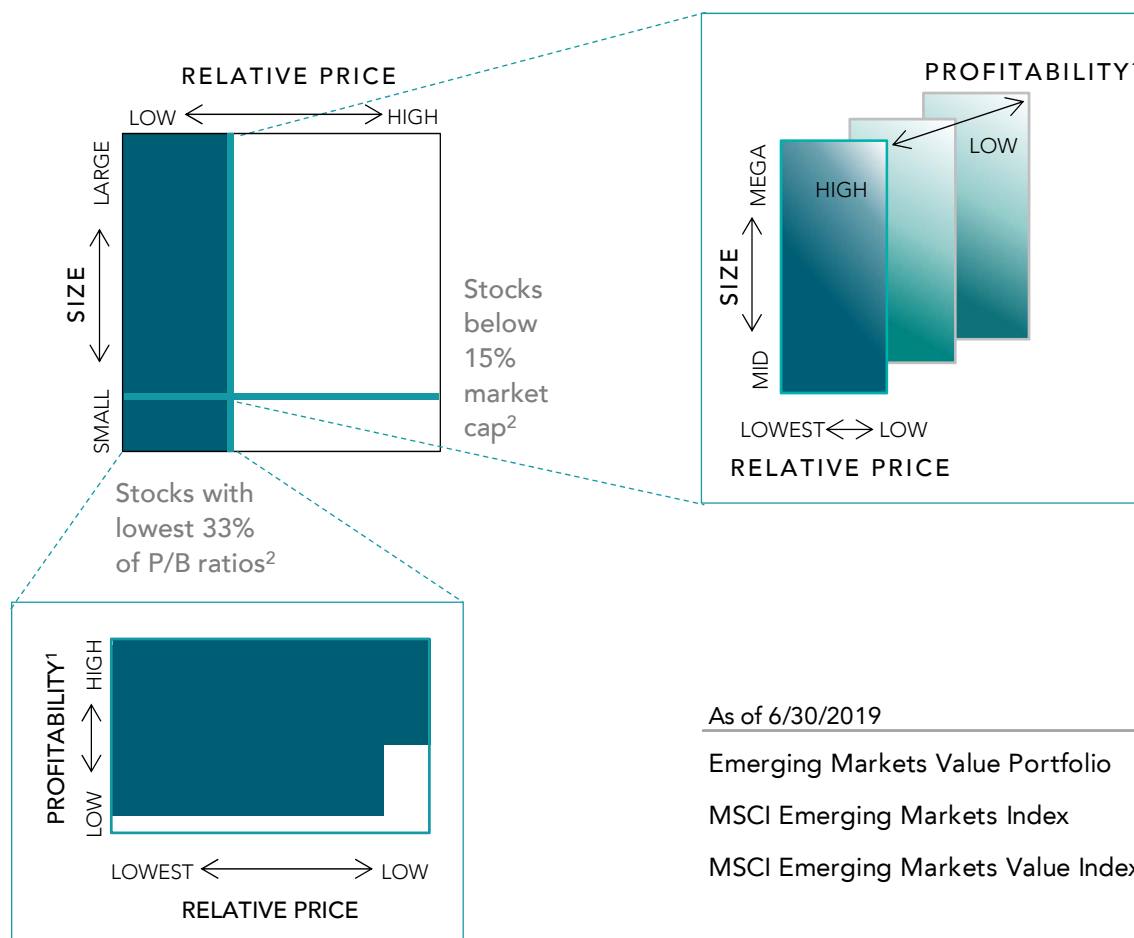 RELATIVE PRICE
LOW HIGH
LARGE
SIZE
SMALL
Stocks
below
15%
market
cap²
Stocks with
lowest 33%
of P/B ratios²
PROFITABILITY
HIGH
LOW
MEGA
SIZE
MID
LOWEST LOW
RELATIVE PRICE
PROFITABILITY¹
HIGH
LOW
LOWEST LOW
RELATIVE PRICE
As of 6/30/2019
Emerging Markets Value Portfolio
MSCI Emerging Markets Index
MSCI Emerging Markets Value Index